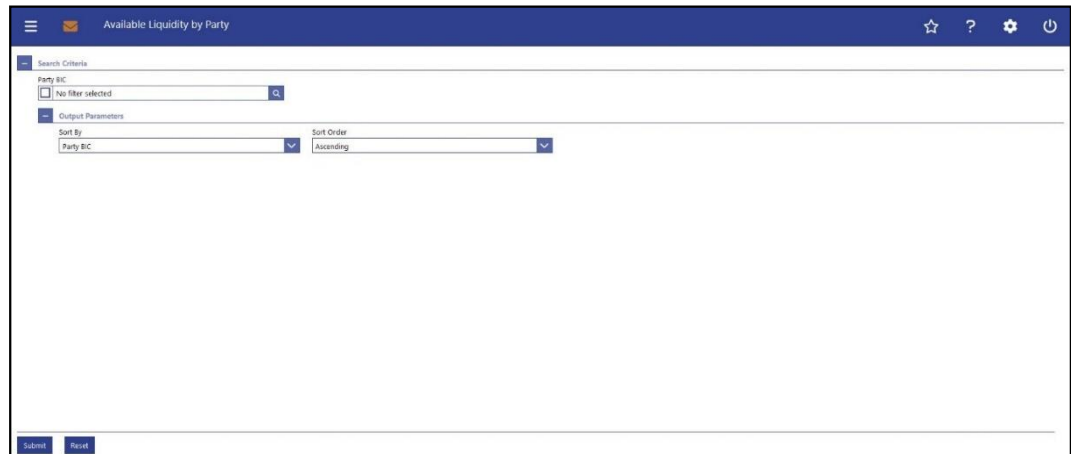 Available Liquidity by Party
Search Criteria
Party BIC
No filter selected
Output Parameters
Sort By
Sort Order
Party BIC
Ascending
Submit
Reset